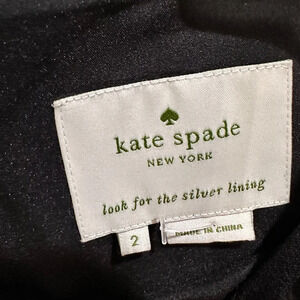 kate spade
NEW YORK
look for the silver lining
2
MADE IN CHINA